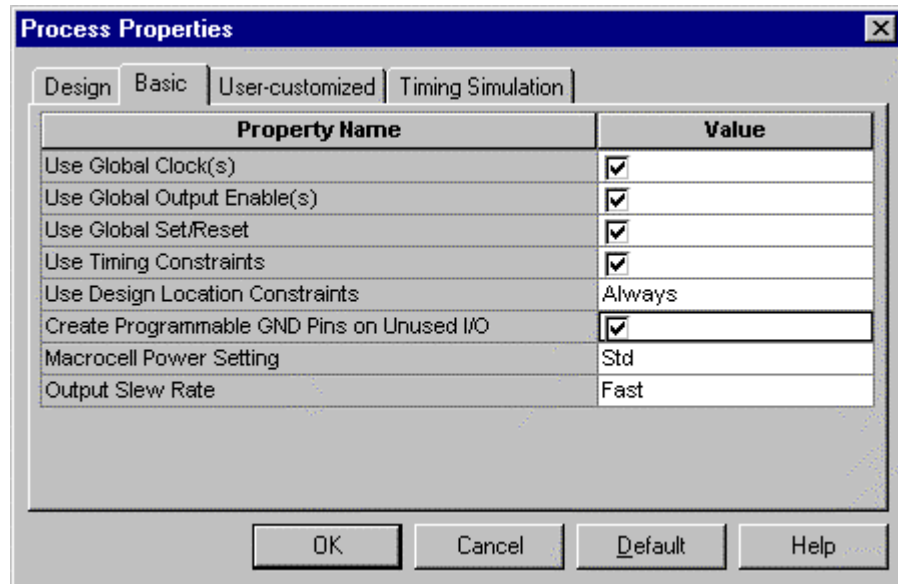 Process Properties
Design Basic User-customized Timing Simulation
Property Name Value
Use Global Clock(s)
Use Global Output Enable(s)
Use Global Set/Reset
Use Timing Constraints
Use Design Location Constraints Always
Create Programmable GND Pins on Unused I/O
Macrocell Power Setting Std
Output Slew Rate Fast
OK Cancel Default Help